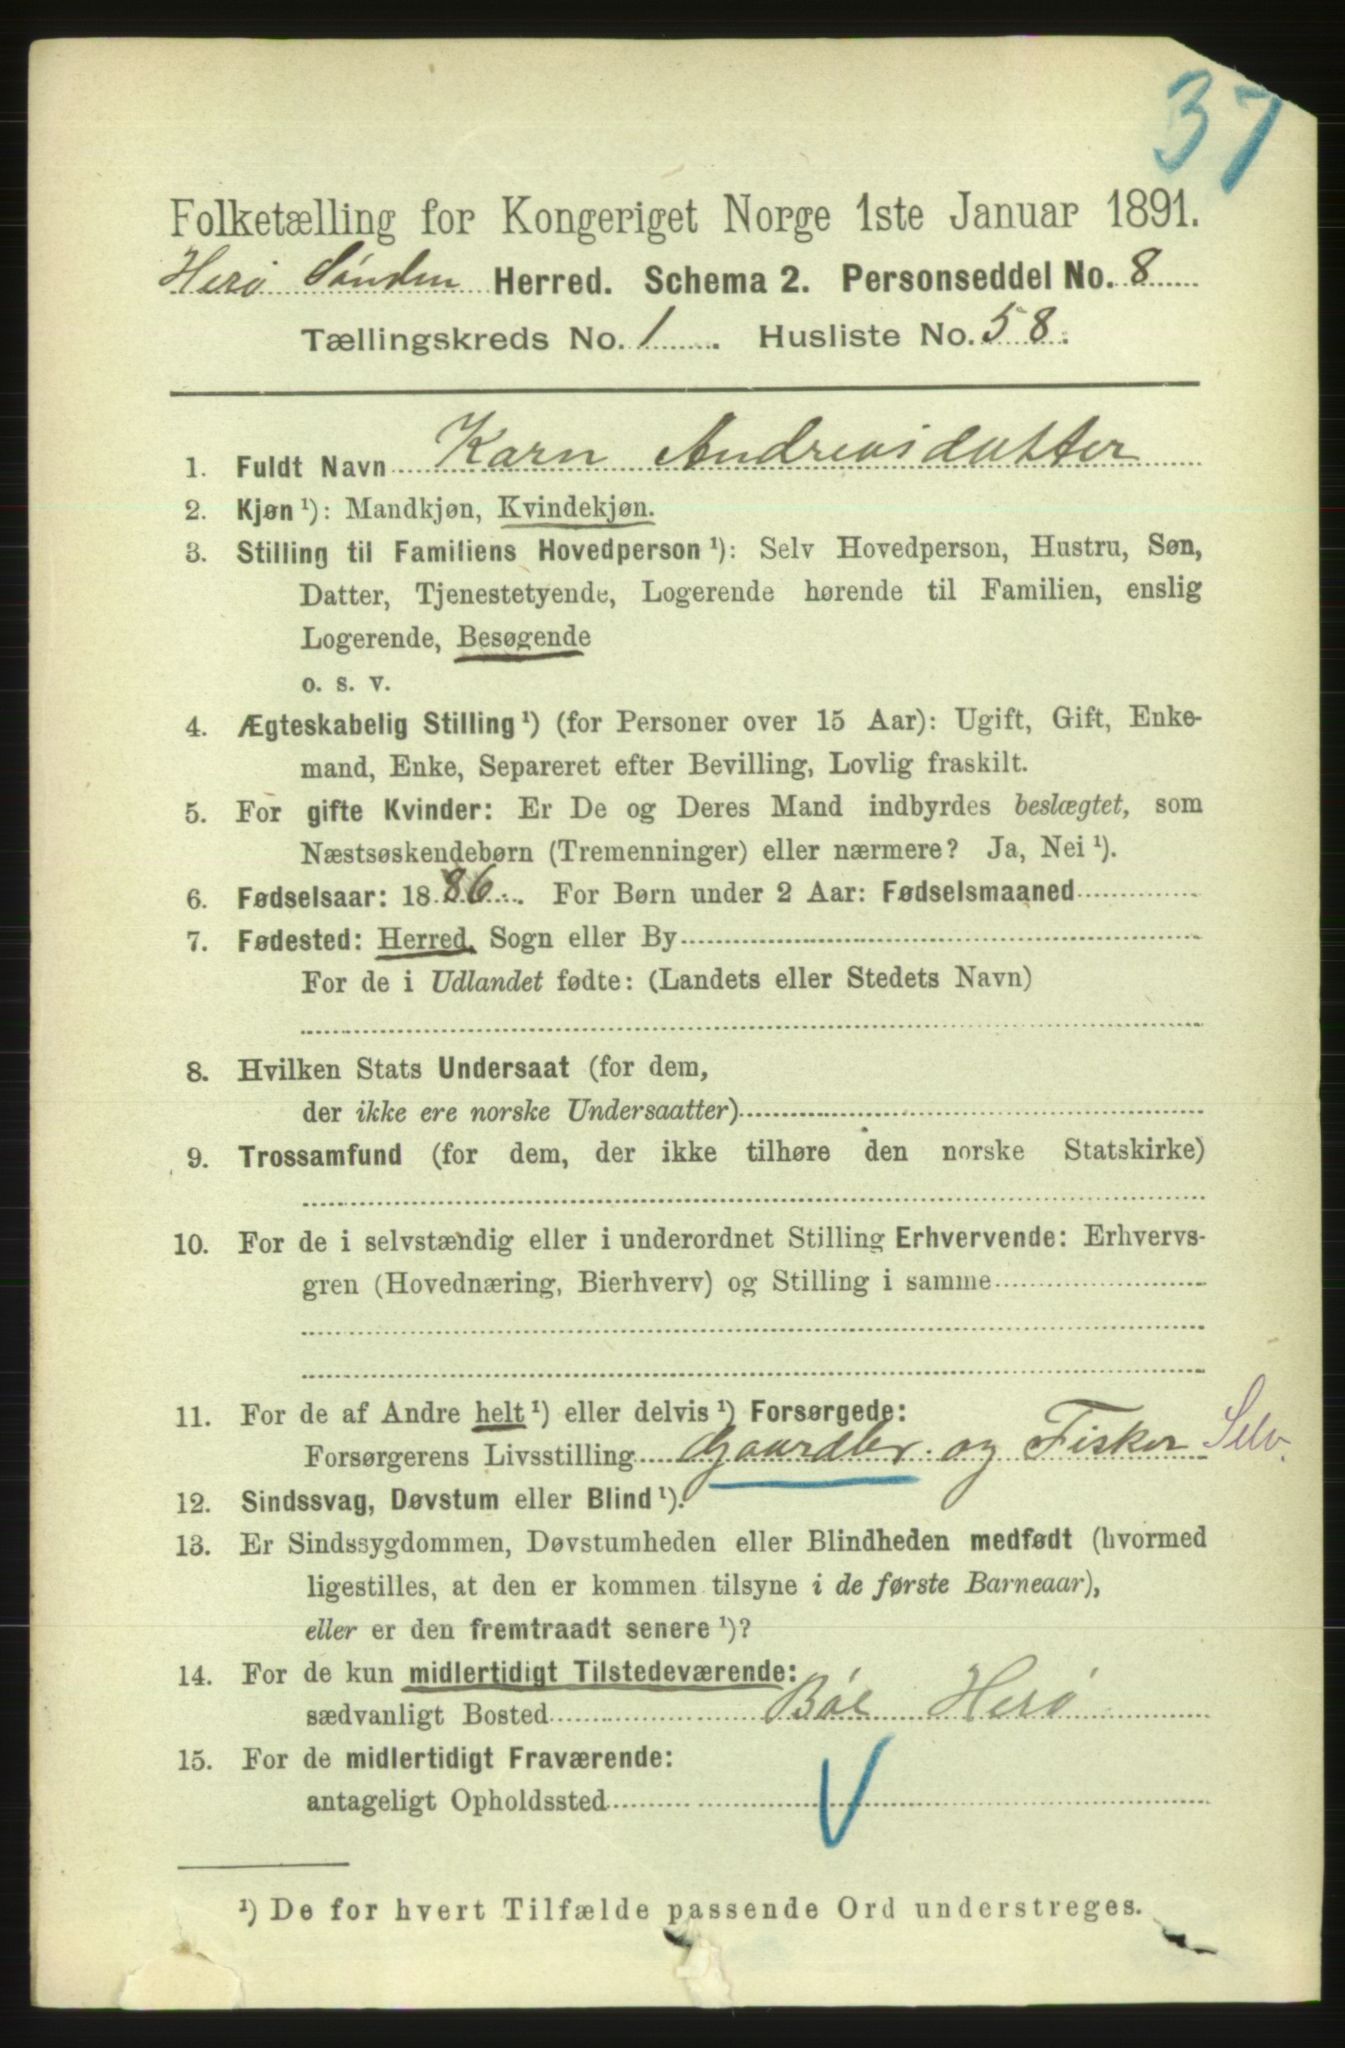 37
Folketælling for Kongeriget Norge 1ste Januar 1891.
Herø Sønden Herred. Schema 2. Personseddel No. 8
Tællingskreds No. 1. Husliste No. 58.
1. Fuldt Navn Karn Andreasdatter
2. Kjøn ¹): Mandkjøn, Kvindekjøn.
3. Stilling til Familiens Hovedperson ¹): Selv Hovedperson, Hustru, Søn,
Datter, Tjenestetyende, Logerende hørende til Familien, enslig
Logerende, Besøgende
o. s. v.
4. Ægteskabelig Stilling ¹) (for Personer over 15 Aar): Ugift, Gift, Enke-
mand, Enke, Separeret efter Bevilling, Lovlig fraskilt.
5. For gifte Kvinder: Er De og Deres Mand indbyrdes beslægtet, som
Næstsøskendebørn (Tremenninger) eller nærmere? Ja, Nei ¹).
6. Fødselsaar: 1886. For Børn under 2 Aar: Fødselsmaaned
7. Fødested: Herred, Sogn eller By
For de i Udlandet fødte: (Landets eller Stedets Navn)
8. Hvilken Stats Undersaat (for dem,
der ikke ere norske Undersaatter)
9. Trossamfund (for dem, der ikke tilhøre den norske Statskirke)
10. For de i selvstændig eller i underordnet Stilling Erhvervende: Erhvervs-
gren (Hovednæring, Bierhverv) og Stilling i samme
11. For de af Andre helt ¹) eller delvis ¹) Forsørgede:
Forsørgerens Livsstilling Gaardbr. og Fisker Selv.
12. Sindssvag, Døvstum eller Blind ¹).
13. Er Sindssygdommen, Døvstumheden eller Blindheden medfødt (hvormed
ligestilles, at den er kommen tilsyne i de første Barneaar),
eller er den fremtraadt senere ¹)?
14. For de kun midlertidigt Tilstedeværende:
sædvanligt Bosted Bøe Herø
15. For de midlertidigt Fraværende:
antageligt Opholdssted
¹) De for hvert Tilfælde passende Ord understreges.